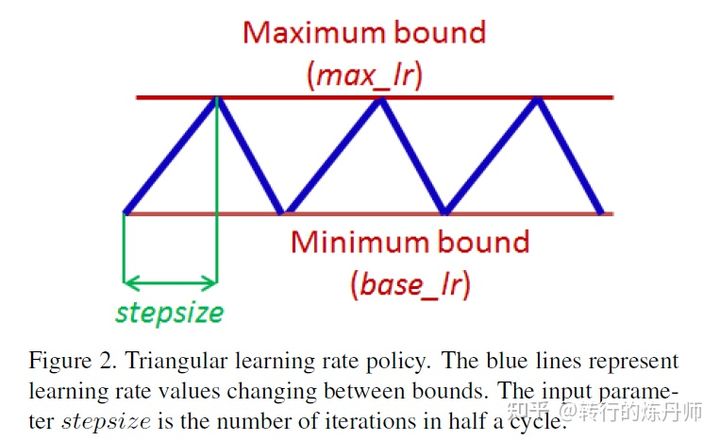 Maximum bound
(max_lr)
Minimum bound
(base_lr)
stepsize
Figure 2. Triangular learning rate policy. The blue lines represent
learning rate values changing between bounds. The input parame-
ter stepsize is the number of iterations in half a cycle.
知乎 @转行的炼丹师